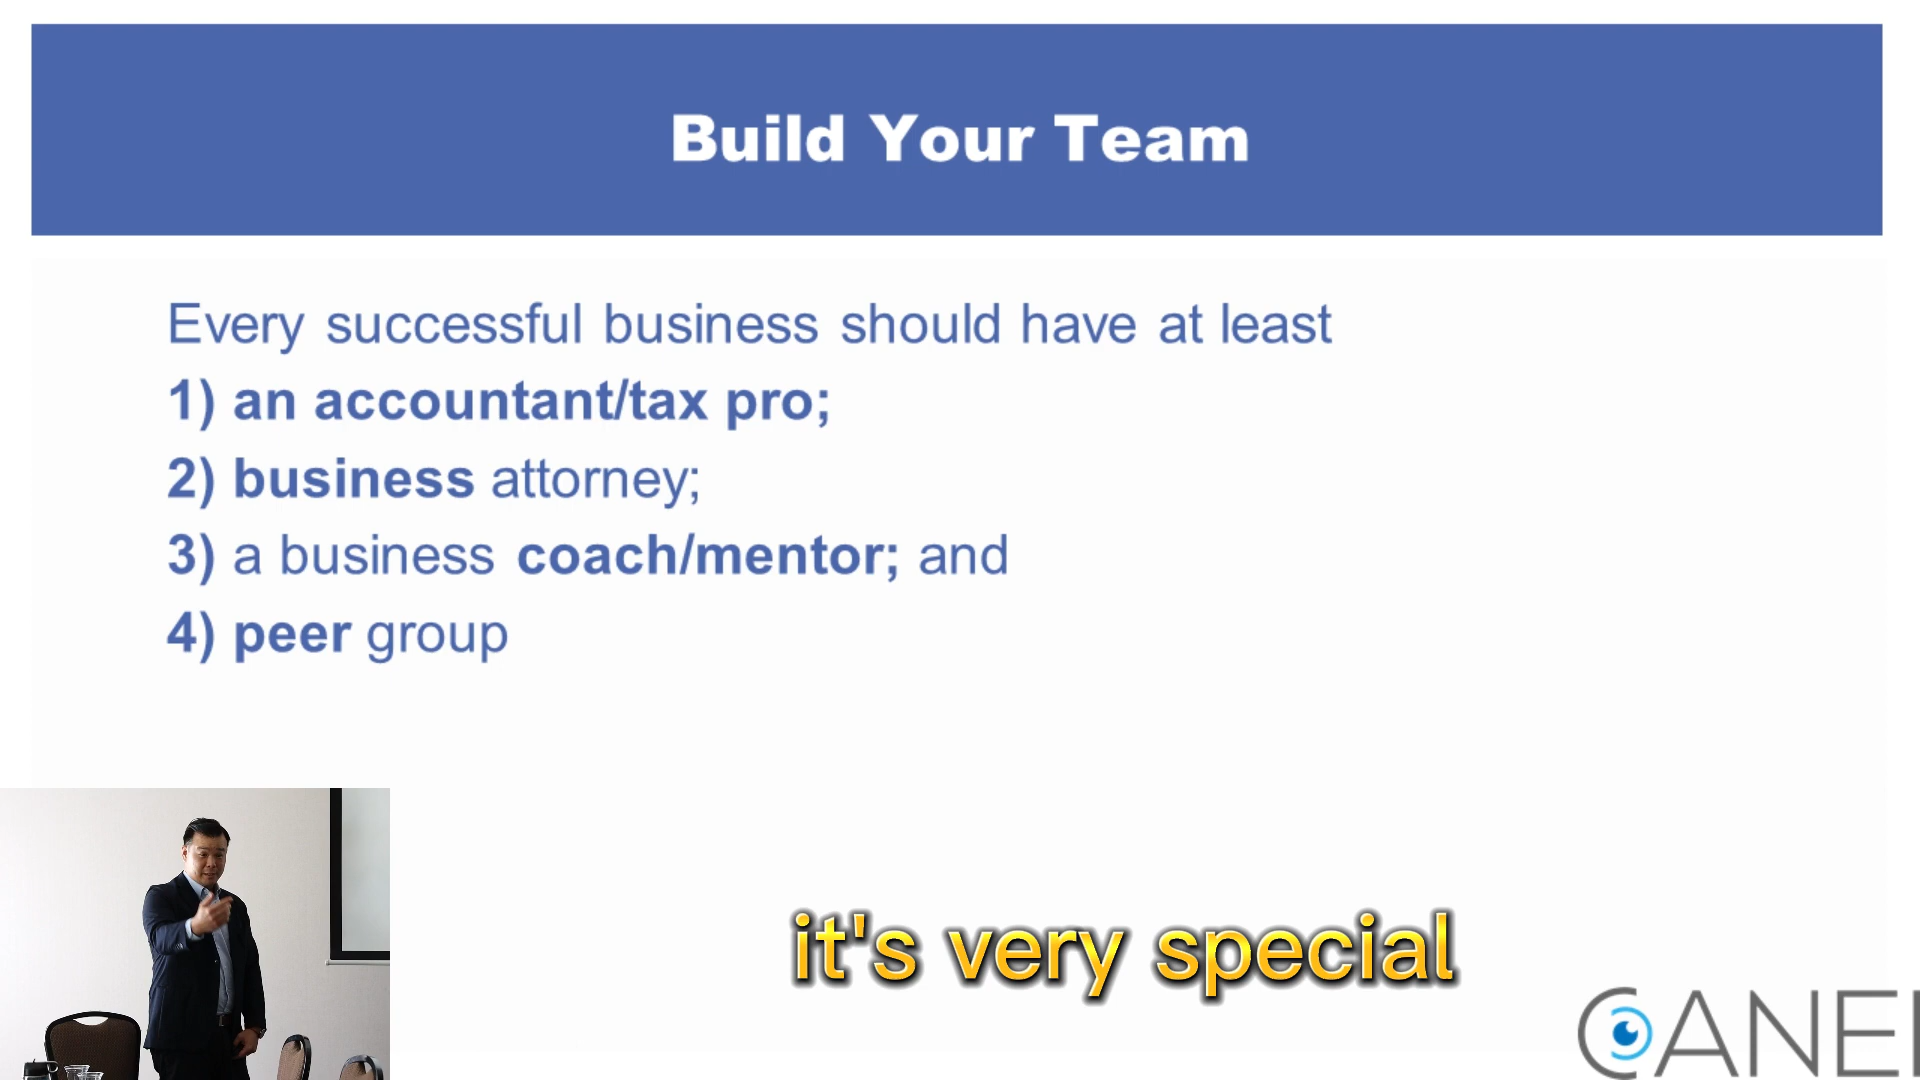 Build Your Team
Every successful business should have at least
1) an accountant/tax pro;
2) business attorney;
3) a business coach/mentor; and
4) peer group
it's very special